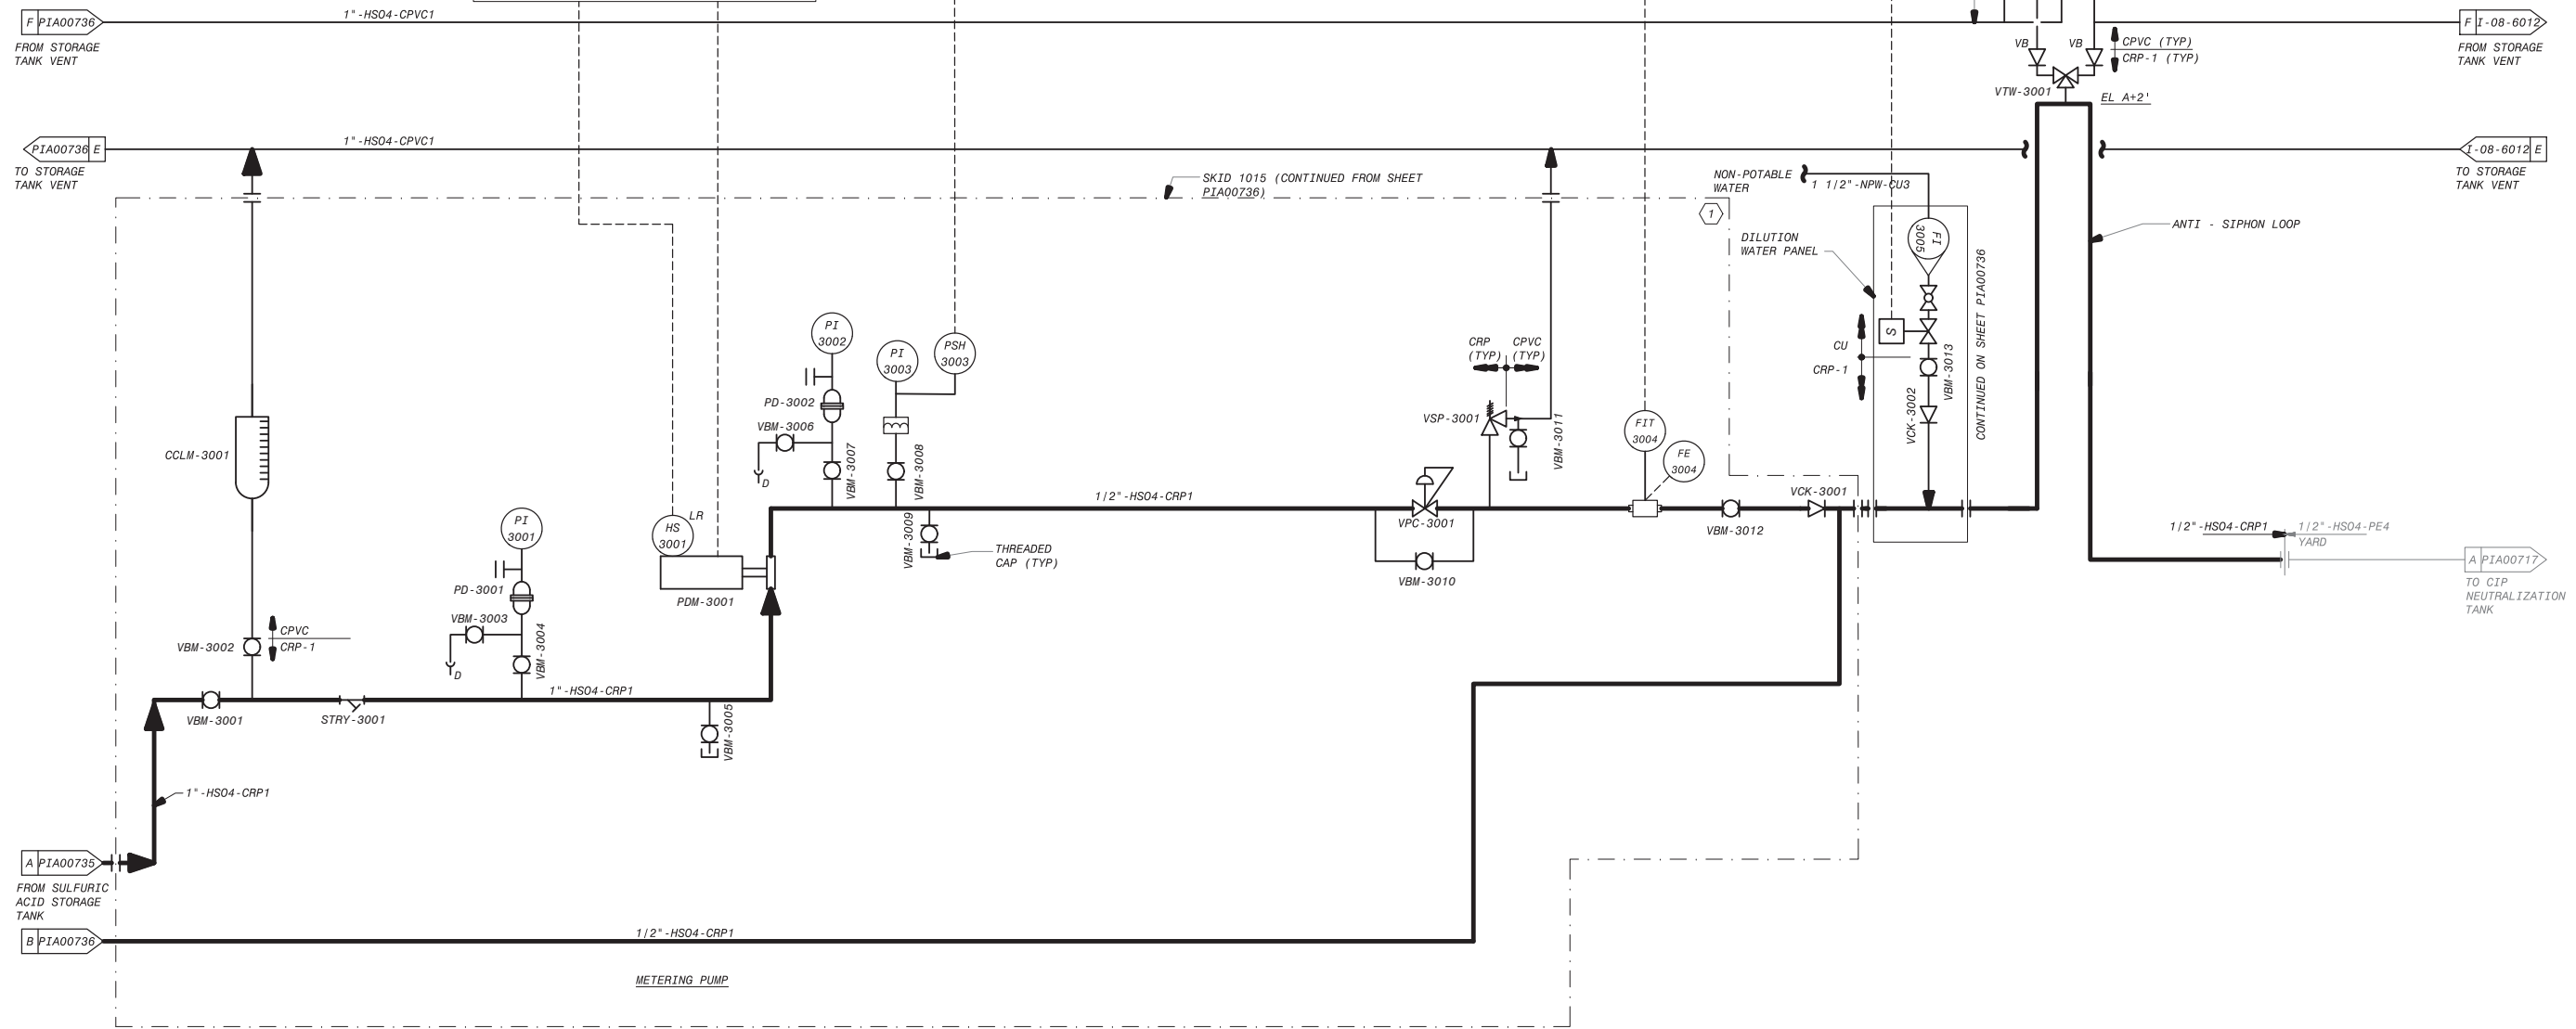 F PIA00736
1"-HSO4-CPVC1
F I-08-6012
FROM STORAGE
TANK VENT
VB
VB
CPVC (TYP)
CRP-1 (TYP)
FROM STORAGE
TANK VENT
VTW-3001
EL A+2'
PIA00736 E
1"-HSO4-CPVC1
I-08-6012 E
TO STORAGE
TANK VENT
SKID 1015 (CONTINUED FROM SHEET
PIA00736)
NON-POTABLE
WATER
1 1/2"-NPW-CU3
TO STORAGE
TANK VENT
1
DILUTION
WATER PANEL
FI
3005
ANTI - SIPHON LOOP
CONTINUED ON SHEET PIA00736
S
CU
CRP-1
VBM-3013
VCK-3002
PI
3002
PI
3003
PSH
3003
CRP
(TYP)
CPVC
(TYP)
PD-3002
VBM-3006
D
VBM-3007
VBM-3008
VSP-3001
VBM-3011
FIT
3004
FE
3004
CCLM-3001
1/2"-HSO4-CRP1
VCK-3001
VPC-3001
VBM-3012
PI
3001
HS
3001
LR
VBM-3009
THREADED
CAP (TYP)
VBM-3010
1/2"-HSO4-CRP1
1/2"-HSO4-PE4
YARD
A PIA00717
TO CIP
NEUTRALIZATION
TANK
PD-3001
PDM-3001
VBM-3003
D
VBM-3004
VBM-3002
CPVC
CRP-1
1"-HSO4-CRP1
VBM-3001
STRY-3001
VBM-3005
1"-HSO4-CRP1
A PIA00735
FROM SULFURIC
ACID STORAGE
TANK
B PIA00736
1/2"-HSO4-CRP1
METERING PUMP